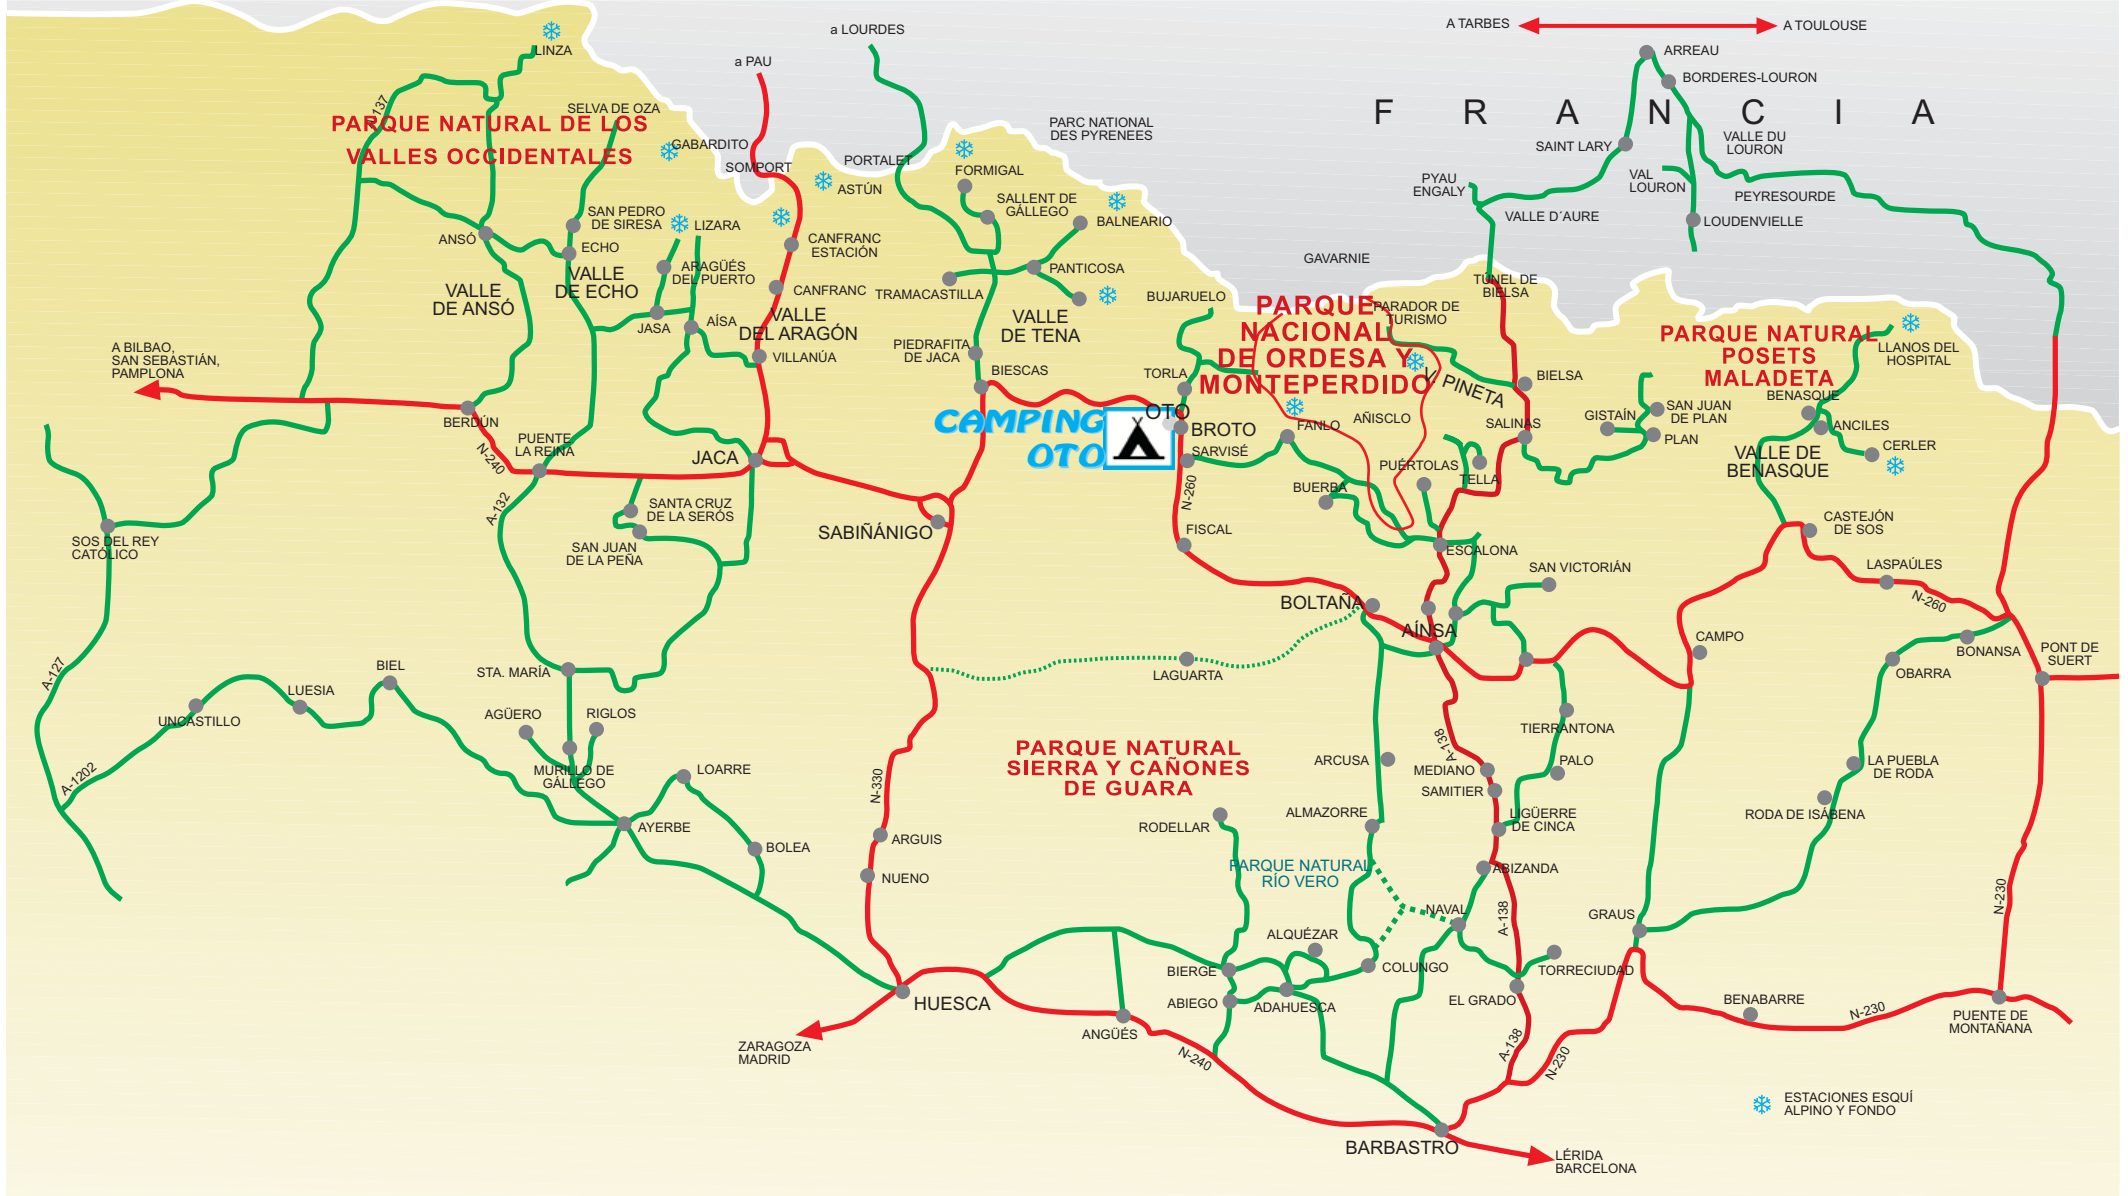 A TARBES
A TOULOUSE
a LOURDES
a PAU
LINZA
ARREAU
BORDERES-LOURON
FRANCIA
SELVA DE OZA
A-137
PARQUE NATURAL DE LOS
VALLES OCCIDENTALES
GABARDITO
SOMPORT
PORTALET
ASTÚN
PARC NATIONAL
DES PYRENEES
FORMIGAL
SAINT LARY
VALLE DU
LOURON
VAL
LOURON
PYAU
ENGALY
PEYRESOURDE
VALLE D´AURE
LOUDENVIELLE
SALLENT DE
GÁLLEGO
BALNEARIO
SAN PEDRO
DE SIRESA
LIZARA
ANSÓ
ECHO
CANFRANC
ESTACIÓN
GAVARNIE
VALLE
DE ECHO
ARAGÜÉS
DEL PUERTO
VALLE
DE ANSÓ
CANFRANC
TRAMACASTILLA
PANTICOSA
BUJARUELO
TÚNEL DE
BIELSA
JASA
AÍSA
VALLE
DEL ARAGÓN
VALLE
DE TENA
PARQUE
NACIONAL
DE ORDESA Y
MONTEPERDIDO
PARADOR DE
TURISMO
PARQUE NATURAL
POSETS
MALADETA
LLANOS DEL
HOSPITAL
A BILBAO,
SAN SEBASTIÁN,
PAMPLONA
VILLANÚA
PIEDRAFITA
DE JACA
BIESCAS
TORLA
V. PINETA
BIELSA
BENASQUE
BERDÚN
CAMPING
OTO
OTO
BROTO
SARVISÉ
FANLO
AÑISCLO
SALINAS
GISTAÍN
SAN JUAN
DE PLAN
PLAN
ANCILES
CERLER
VALLE DE
BENASQUE
PUENTE
LA REINA
N-240
JACA
PUÉRTOLAS
TELLA
BUERBA
N-260
A-132
SANTA CRUZ
DE LA SERÓS
SABIÑÁNIGO
FISCAL
CASTEJÓN
DE SOS
SOS DEL REY
CATÓLICO
SAN JUAN
DE LA PEÑA
ESCALONA
SAN VICTORIÁN
LASPAÚLES
N-260
BOLTAÑA
AÍNSA
CAMPO
BONANSA
PONT DE
SUERT
OBARRA
A-127
BIEL
LUESIA
UNCASTILLO
STA. MARÍA
LAGUARTA
AGÜERO
RIGLOS
TIERRANTONA
A-138
PARQUE NATURAL
SIERRA Y CAÑONES
DE GUARA
ARCUSA
MEDIANO
SAMITIER
PALO
LA PUEBLA
DE RODA
A-1202
MURILLO DE
GÁLLEGO
LOARRE
N-330
RODELLAR
ALMAZORRE
LIGÜERRE
DE CINCA
RODA DE ISÁBENA
AYERBE
BOLEA
ARGUIS
NUENO
PARQUE NATURAL
RÍO VERO
ABIZANDA
NAVAL
A-138
GRAUS
N-230
ALQUÉZAR
BIERGE
COLUNGO
TORRECIUDAD
ABIEGO
ADAHUESCA
EL GRADO
BENABARRE
N-230
PUENTE DE
MONTAÑANA
HUESCA
ANGÜÉS
ZARAGOZA
MADRID
N-240
A-138
N-230
ESTACIONES ESQUÍ
ALPINO Y FONDO
BARBASTRO
LÉRIDA
BARCELONA